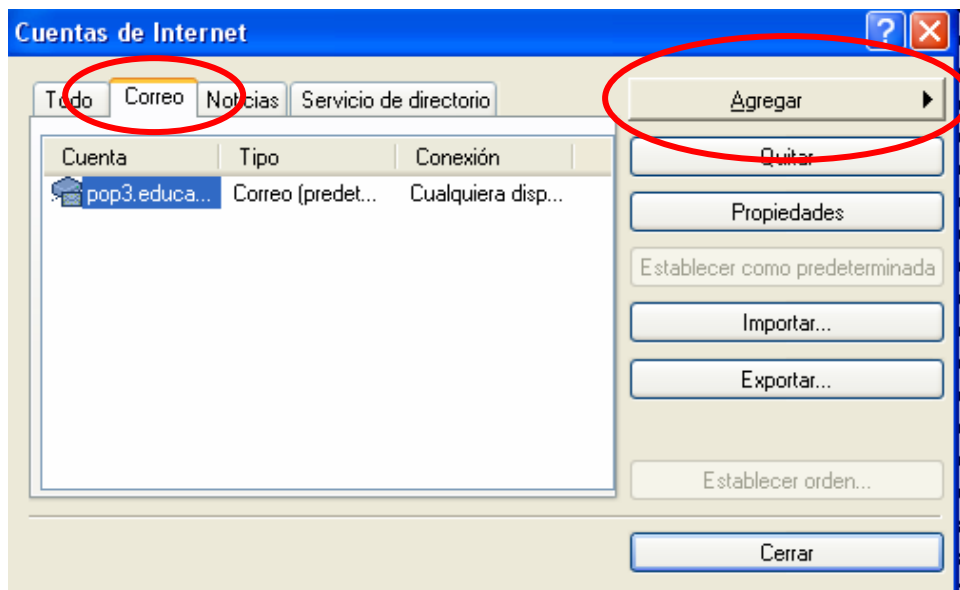 Cuentas de Internet
Todo Correo Noticias Servicio de directorio
Agregar
Cuenta Tipo Conexión
Quitar
pop3.educa... Correo (predet... Cualquiera disp...
Propiedades
Establecer como predeterminada
Importar...
Exportar...
Establecer orden...
Cerrar